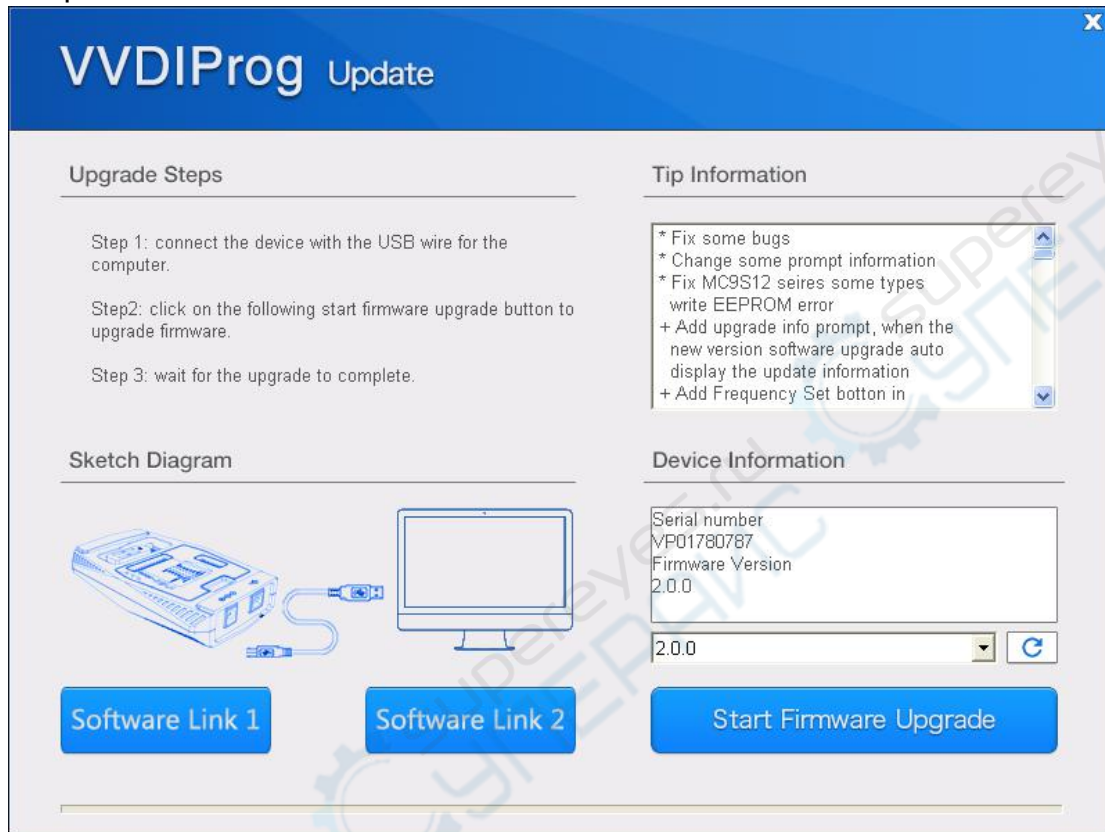 X
VVDIProg Update
Upgrade Steps
Step 1: connect the device with the USB wire for the
computer.
Step2: click on the following start firmware upgrade button to
upgrade firmware.
Step 3: wait for the upgrade to complete.
Tip Information
* Fix some bugs
* Change some prompt information
* Fix MC9S12 seires some types
write EEPROM error
+ Add upgrade info prompt, when the
new version software upgrade auto
display the update information
+ Add Frequency Set botton in
Sketch Diagram
Software Link 1
Software Link 2
Device Information
Serial number
VP01780787
Firmware Version
2.0.0
2.0.0
Start Firmware Upgrade
supereyes.ru
СУПЕРАЙС